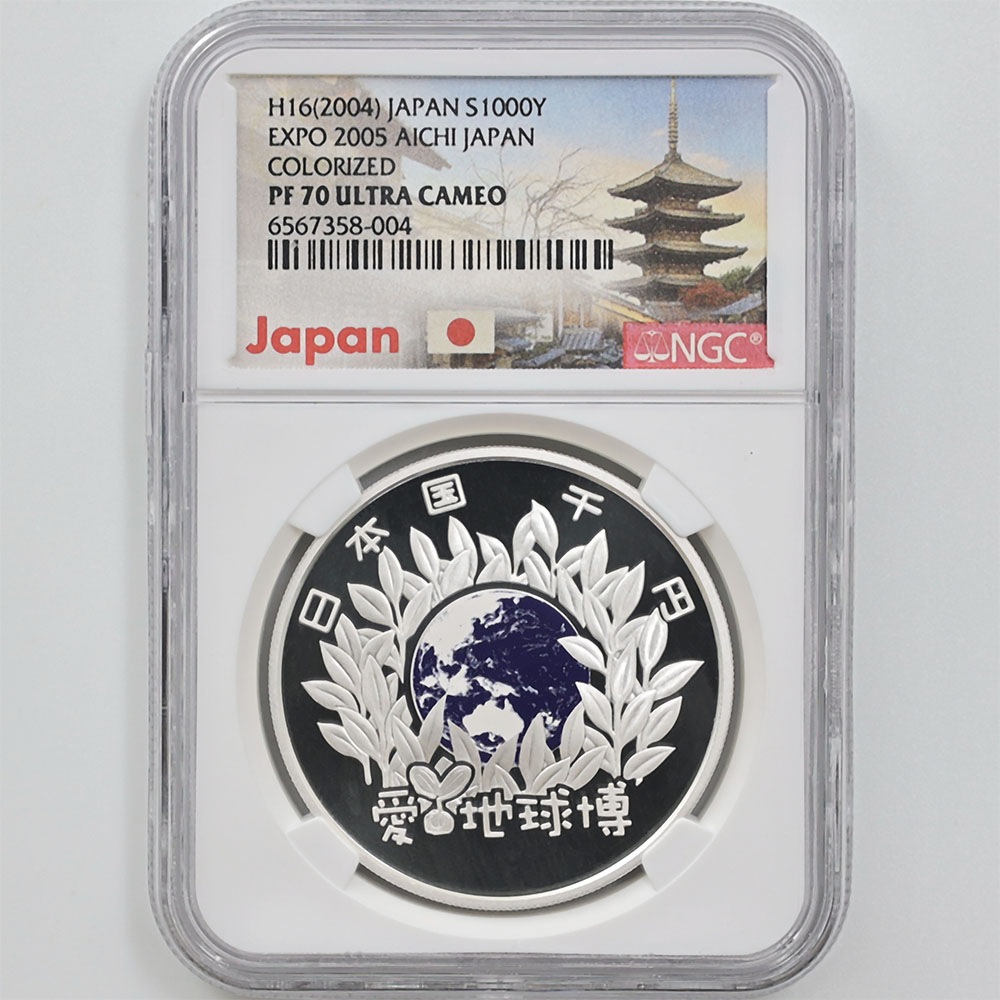 H16(2004) JAPAN S1000Y
EXPO 2005 AICHI JAPAN
COLORIZED
PF 70 ULTRA CAMEO
6567358-004
Japan
NGC®
日本国 千円
愛 地球博